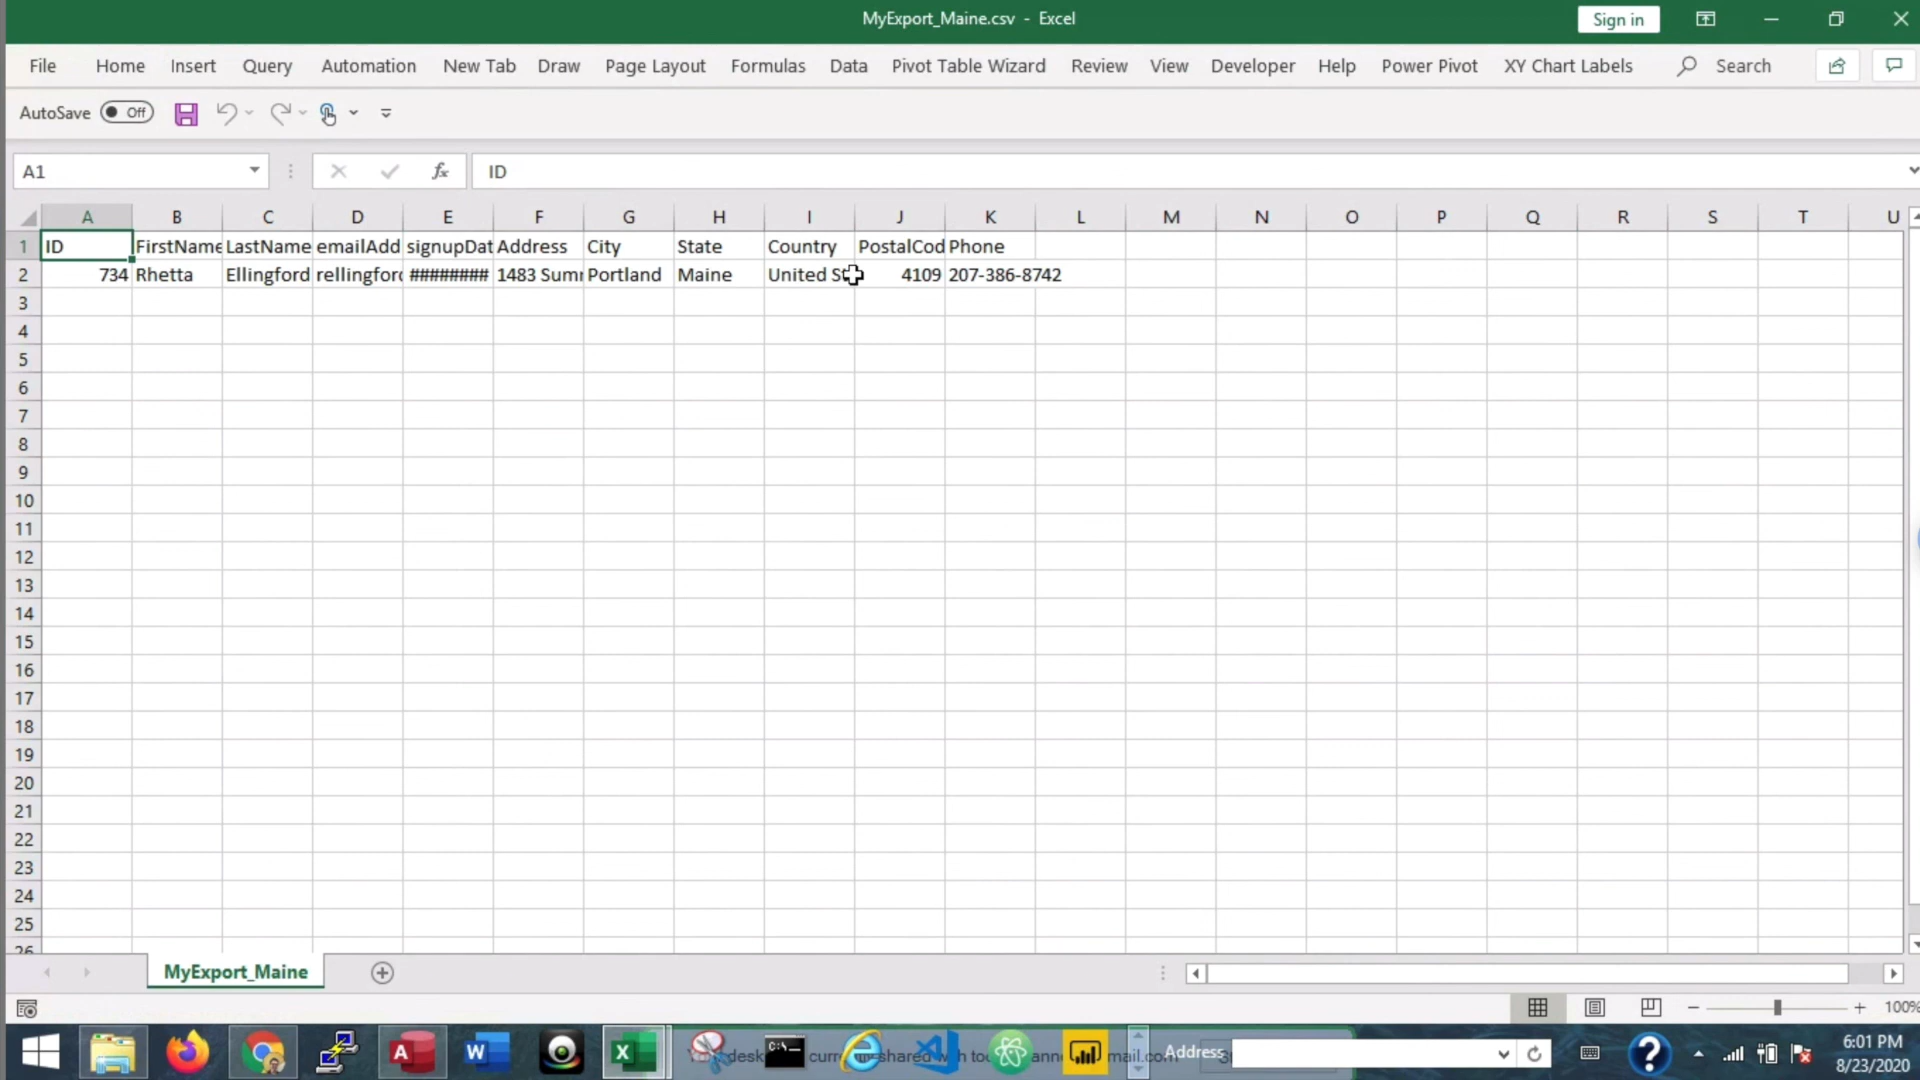 MyExport_Maine.csv - Excel
Sign in
File Home Insert Query Automation New Tab Draw Page Layout Formulas Data Pivot Table Wizard Review View Developer Help Power Pivot XY Chart Labels Search
AutoSave Off
A1 fx ID
A B C D E F G H I J K L M N O P Q R S T U
1 ID FirstName LastName emailAdd signupDat Address City State Country PostalCod Phone
2 734 Rhetta Ellingford rellingford ######## 1483 Sumr Portland Maine United S 4109 207-386-8742
3
4
5
6
7
8
9
10
11
12
13
14
15
16
17
18
19
20
21
22
23
24
25
26
MyExport_Maine
100%
Address
6:01 PM
8/23/2020